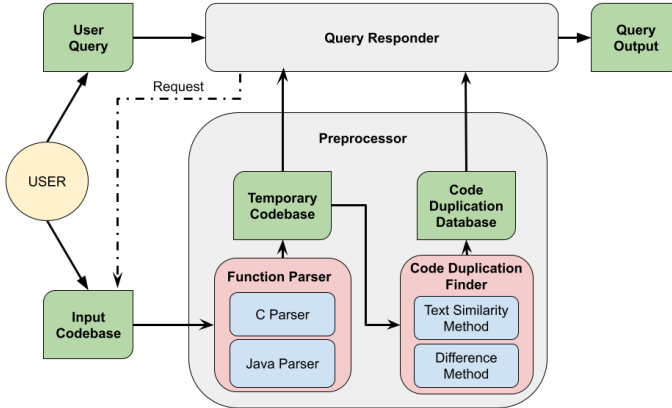 User
Query
Query Responder
Query
Output
Request
Preprocessor
USER
Temporary
Codebase
Code
Duplication
Database
Function Parser
Code Duplication
Finder
Input
Codebase
C Parser
Text Similarity
Method
Java Parser
Difference
Method